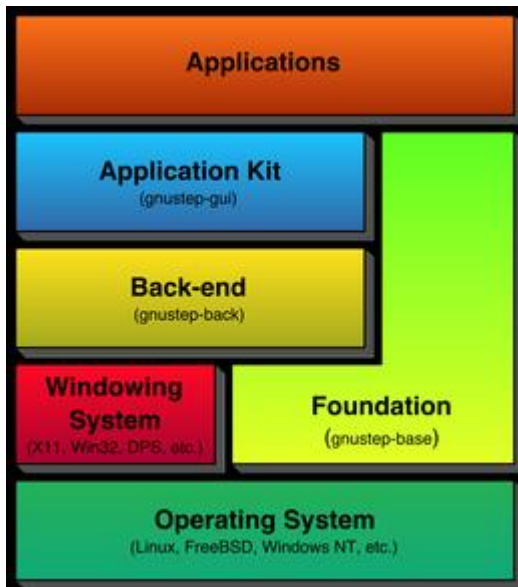 Applications
Application Kit
(gnustep-gui)
Back-end
(gnustep-back)
Windowing
System
(X11, Win32, DPS, etc.)
Foundation
(gnustep-base)
Operating System
(Linux, FreeBSD, Windows NT, etc.)